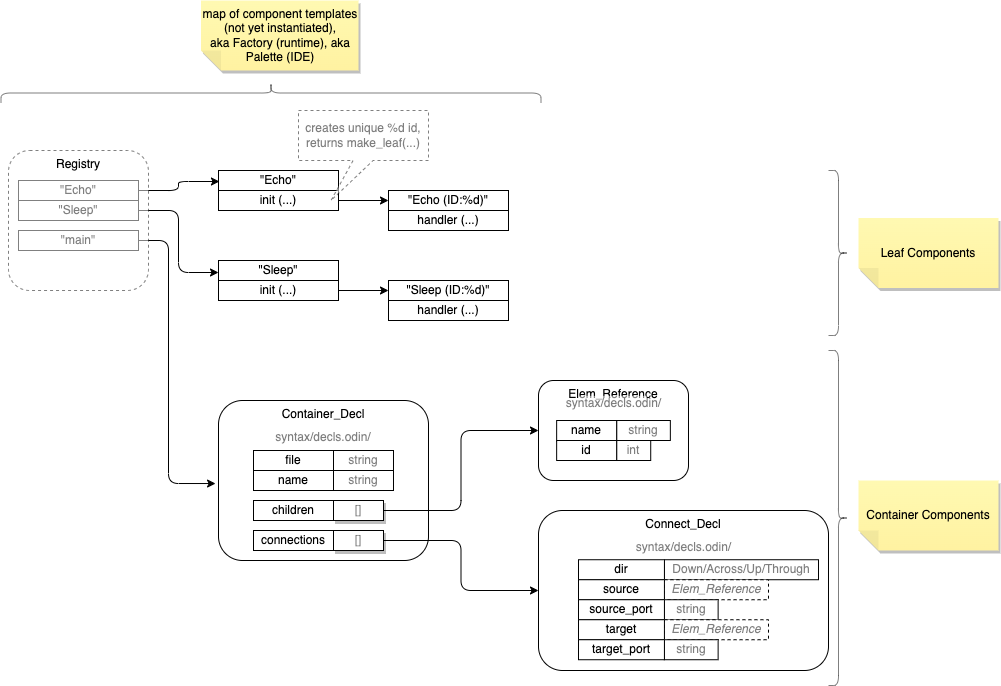 map of component templates
(not yet instantiated),
aka Factory (runtime), aka
Palette (IDE)
creates unique %d id,
returns make_leaf(...)
Registry
"Echo"
"Sleep"
"main"
"Echo"
init (...)
"Echo (ID:%d)"
handler (...)
"Sleep"
init (...)
"Sleep (ID:%d)"
handler (...)
Leaf Components
Container_Decl
syntax/decls.odin/
file string
name string
children []
connections []
Elem_Reference
syntax/decls.odin/
name string
id int
Connect_Decl
syntax/decls.odin/
dir Down/Across/Up/Through
source Elem_Reference
source_port string
target Elem_Reference
target_port string
Container Components